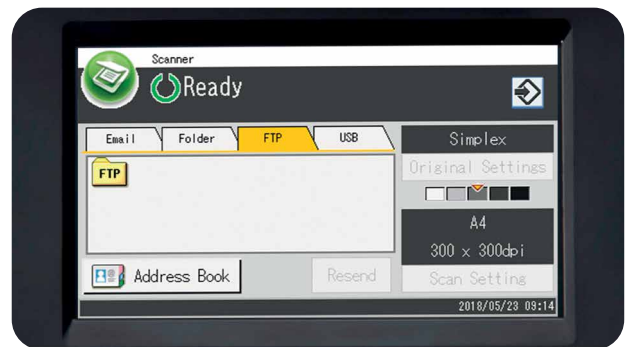 Scanner
Ready
Email Folder FTP USB
FTP
Address Book
Resend
Simplex
Original Settings
A4
300 × 300dpi
Scan Setting
2018/05/23 09:14